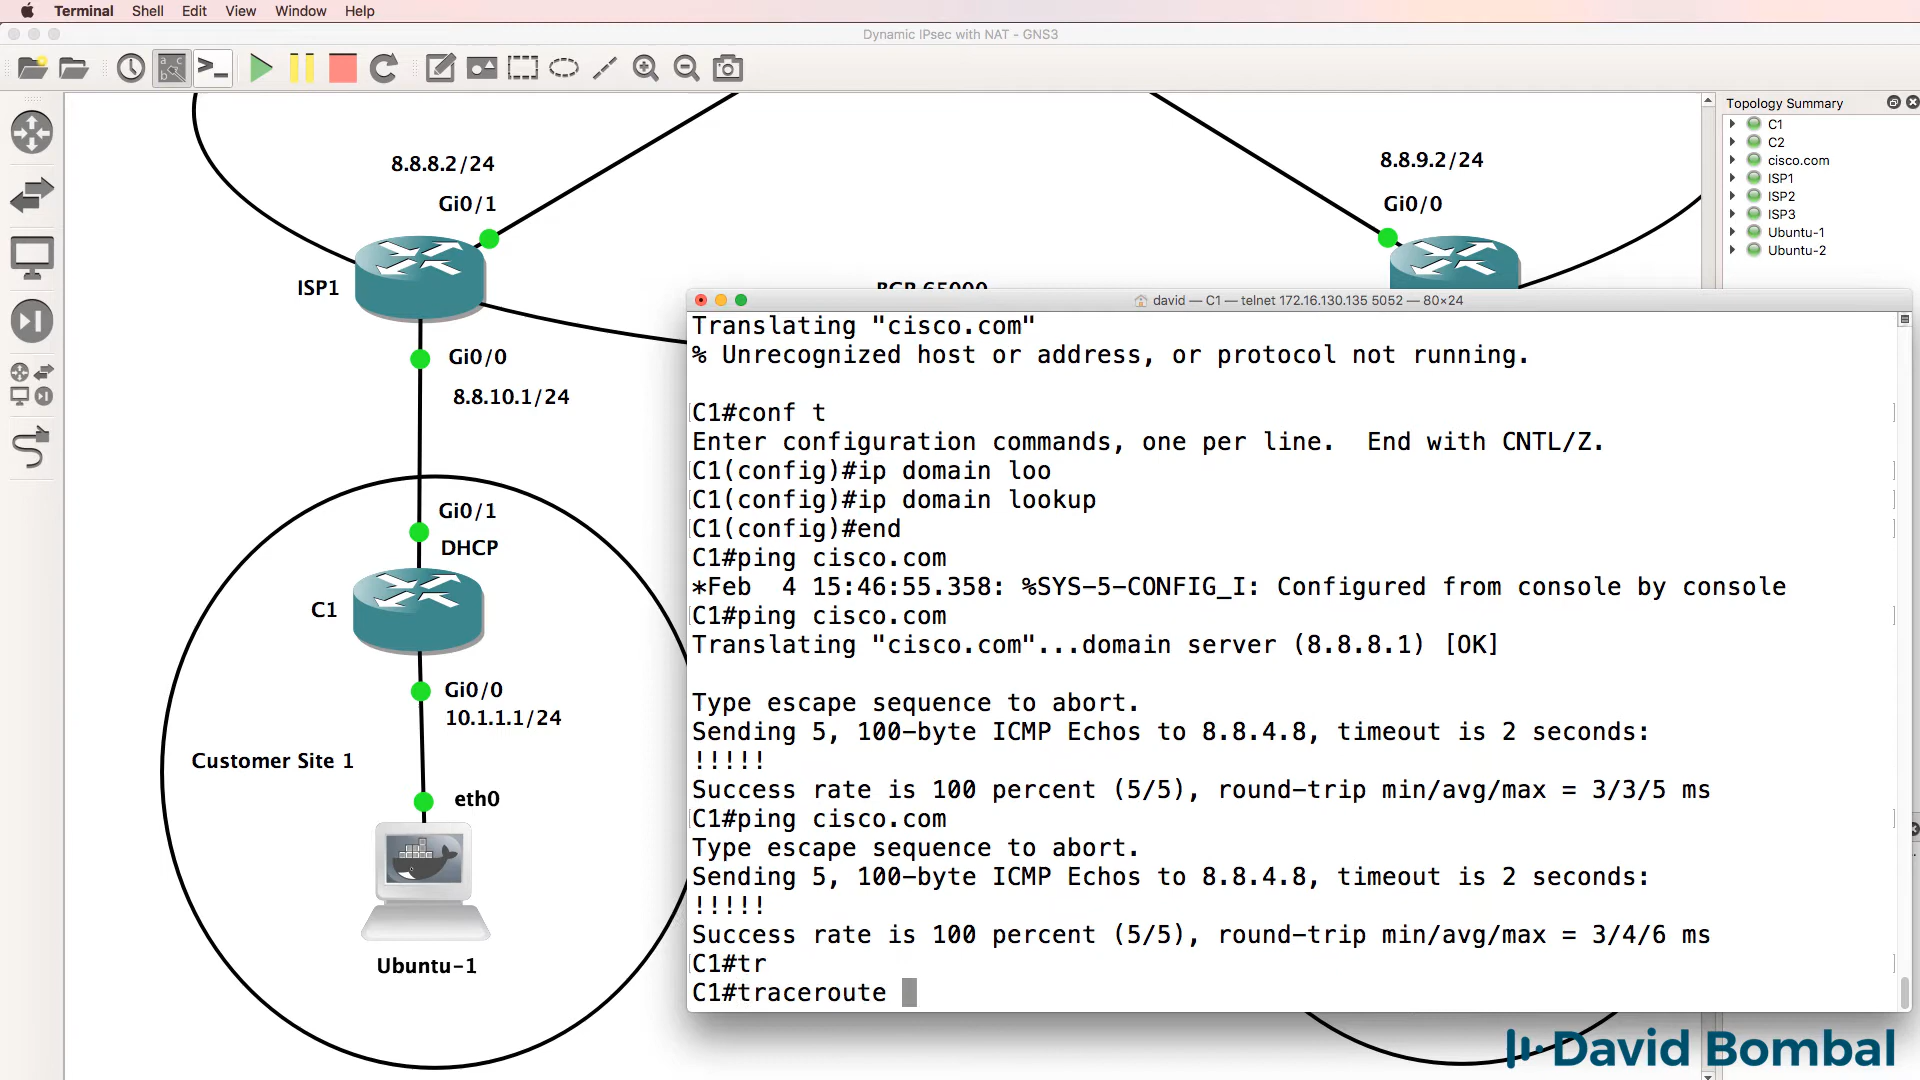 Terminal Shell Edit View Window Help
Dynamic IPsec with NAT - GNS3
8.8.8.2/24
Gi0/1
ISP1
Gi0/0
8.8.10.1/24
Gi0/1
DHCP
C1
Gi0/0
10.1.1.1/24
Customer Site 1
eth0
Ubuntu-1
8.8.9.2/24
Gi0/0
BGP 65000
Topology Summary
C1
C2
cisco.com
ISP1
ISP2
ISP3
Ubuntu-1
Ubuntu-2
david — C1 — telnet 172.16.130.135 5052 — 80×24
Translating "cisco.com"
% Unrecognized host or address, or protocol not running.
C1#conf t
Enter configuration commands, one per line.  End with CNTL/Z.
C1(config)#ip domain loo
C1(config)#ip domain lookup
C1(config)#end
C1#ping cisco.com
*Feb  4 15:46:55.358: %SYS-5-CONFIG_I: Configured from console by console
C1#ping cisco.com
Translating "cisco.com"...domain server (8.8.8.1) [OK]
Type escape sequence to abort.
Sending 5, 100-byte ICMP Echos to 8.8.4.8, timeout is 2 seconds:
!!!!!
Success rate is 100 percent (5/5), round-trip min/avg/max = 3/3/5 ms
C1#ping cisco.com
Type escape sequence to abort.
Sending 5, 100-byte ICMP Echos to 8.8.4.8, timeout is 2 seconds:
!!!!!
Success rate is 100 percent (5/5), round-trip min/avg/max = 3/4/6 ms
C1#tr
C1#traceroute
David Bombal